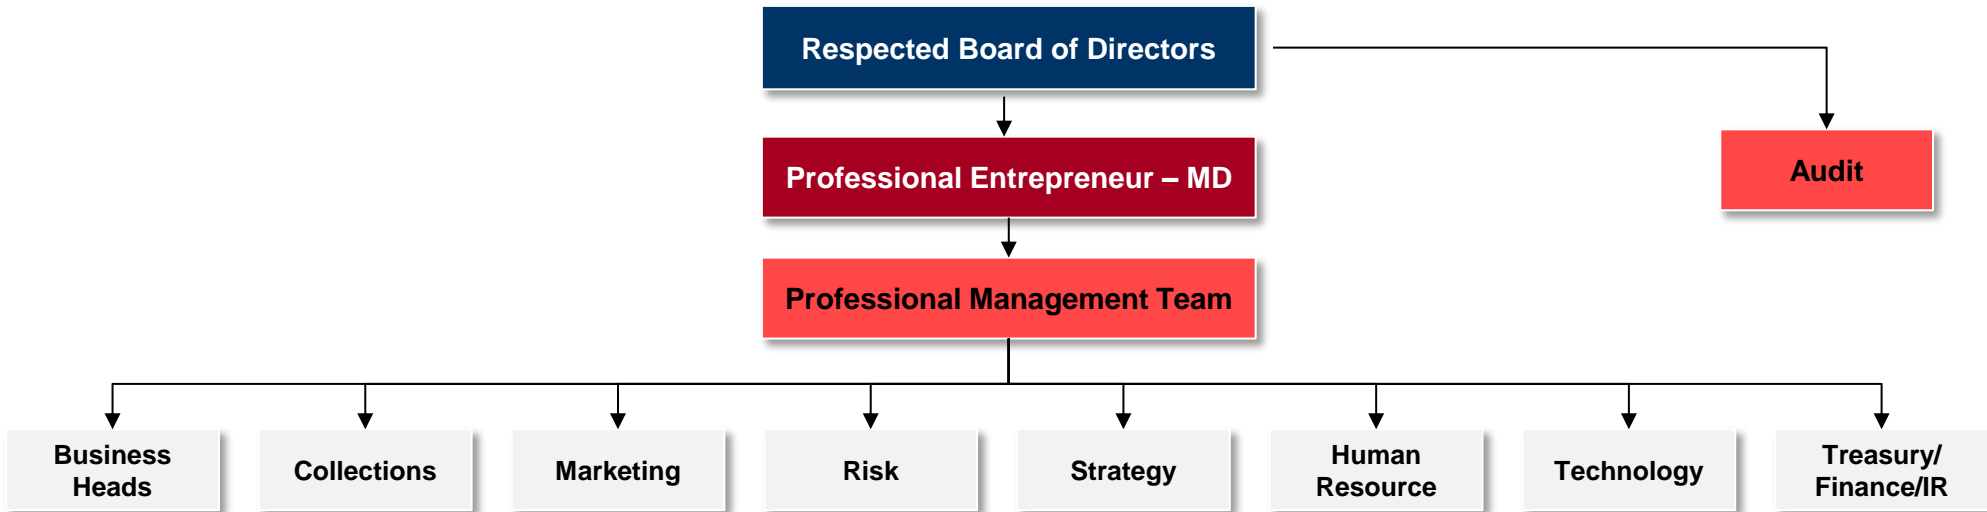 Respected Board of Directors
Professional Entrepreneur – MD
Audit
Professional Management Team
Business
Heads
Collections
Marketing
Risk
Strategy
Human
Resource
Technology
Treasury/
Finance/IR